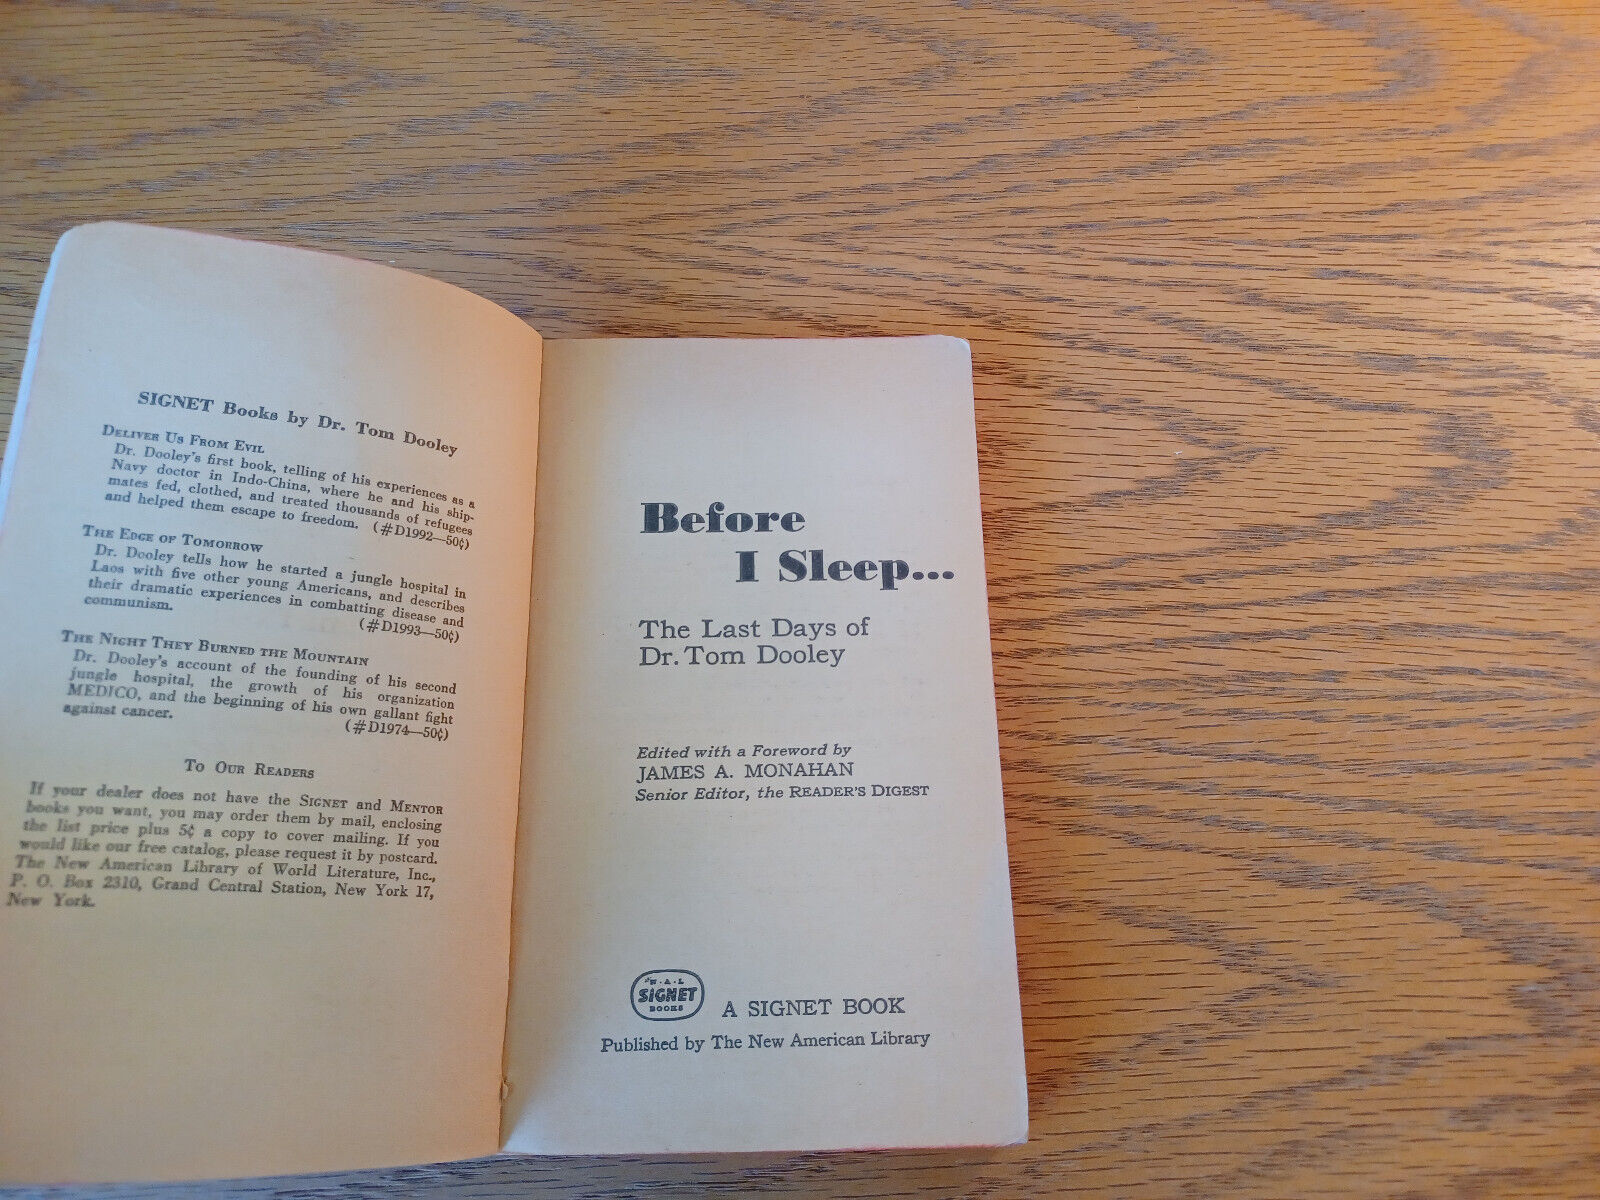 SIGNET Books by Dr. Tom Dooley
DELIVER US FROM EVIL
Dr. Dooley's first book, telling of his experiences as a
Navy doctor in Indo-China, where he and his ship-
mates fed, clothed, and treated thousands of refugees
and helped them escape to freedom. (#D1992—50¢)
THE EDGE OF TOMORROW
Dr. Dooley tells how he started a jungle hospital in
Laos with five other young Americans, and describes
their dramatic experiences in combatting disease and
communism. (#D1993—50¢)
THE NIGHT THEY BURNED THE MOUNTAIN
Dr. Dooley's account of the founding of his second
jungle hospital, the growth of his organization
MEDICO, and the beginning of his own gallant fight
against cancer. (#D1974—50¢)
TO OUR READERS
If your dealer does not have the SIGNET and MENTOR
books you want, you may order them by mail, enclosing
the list price plus 5¢ a copy to cover mailing. If you
would like our free catalog, please request it by postcard.
The New American Library of World Literature, Inc.,
P. O. Box 2310, Grand Central Station, New York 17,
New York.
Before
I Sleep...
The Last Days of
Dr. Tom Dooley
Edited with a Foreword by
JAMES A. MONAHAN
Senior Editor, the READER'S DIGEST
SIGNET
BOOKS
A SIGNET BOOK
Published by The New American Library